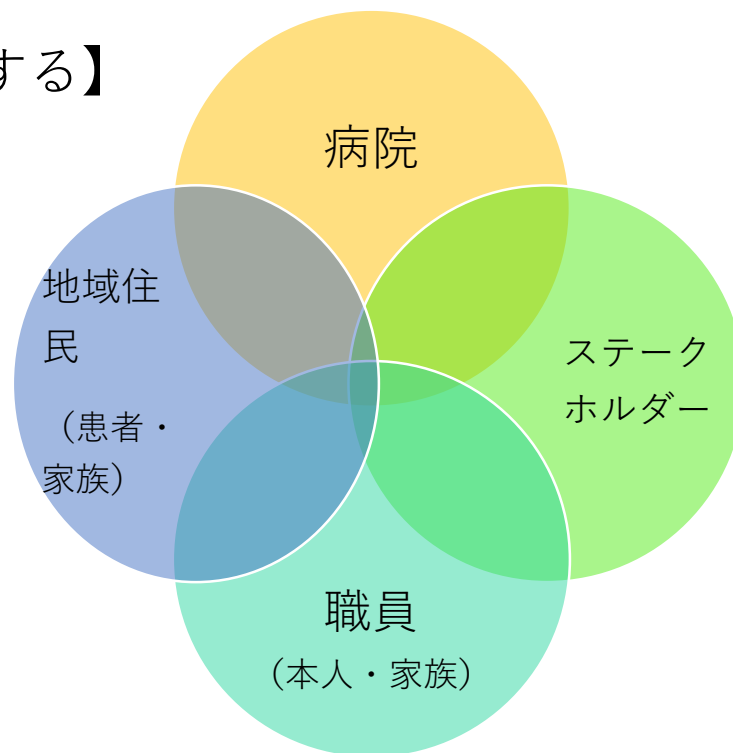 する】
病院
地域住
民
（患者・
家族）
ステーク
ホルダー
職員
（本人・家族）